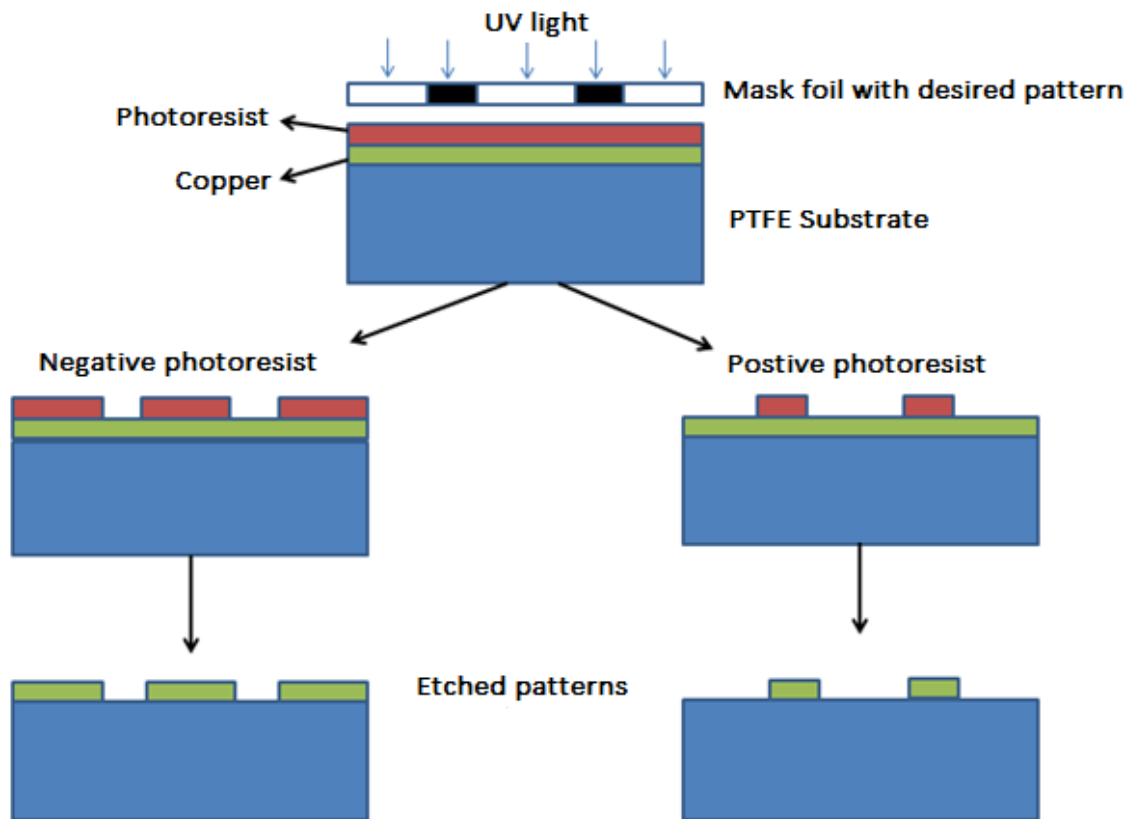 UV light
Mask foil with desired pattern
Photoresist
Copper
PTFE Substrate
Negative photoresist
Postive photoresist
Etched patterns